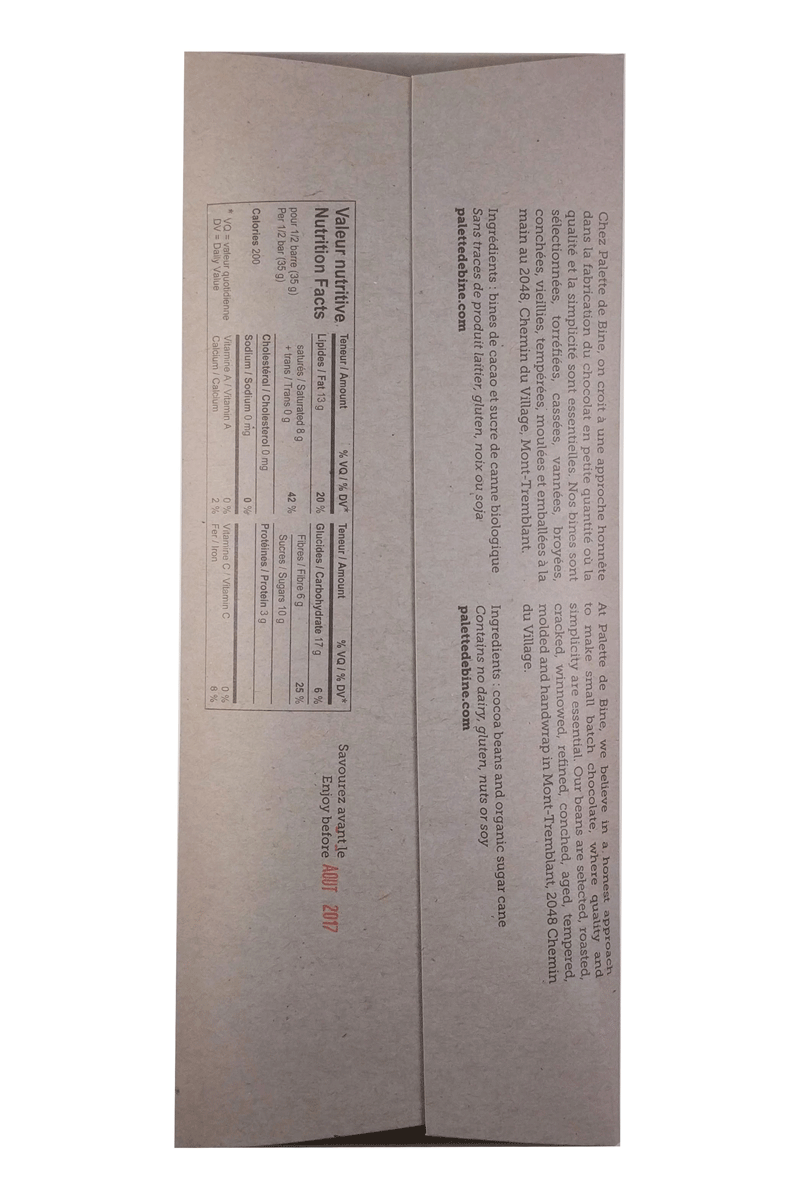 Chez Palette de Bine, on croit à une approche honnête
dans la fabrication du chocolat en petite quantité où la
qualité et la simplicité sont essentielles. Nos bines sont
sélectionnées, torréfiées, cassées, vannées, broyées,
conchées, vieillies, tempérées, moulées et emballées à la
main au 2048, Chemin du Village, Mont-Tremblant.
Ingrédients : bines de cacao et sucre de canne biologique
Sans traces de produit laitier, gluten, noix ou soja
palettedebine.com
At Palette de Bine, we believe in a honest approach
to make small batch chocolate, where quality and
simplicity are essential. Our beans are selected, roasted,
cracked, winnowed, refined, conched, aged, tempered,
molded and handwrap in Mont-Tremblant, 2048 Chemin
du Village.
Ingredients : cocoa beans and organic sugar cane
Contains no dairy, gluten, nuts or soy
palettedebine.com
Valeur nutritive
Nutrition Facts
pour 1/2 barre (35 g)
Per 1/2 bar (35 g)
Calories 200
* VQ = valeur quotidienne
DV = Daily Value
Teneur / Amount % VQ / % DV*
Lipides / Fat 13 g 20 %
saturés / Saturated 8 g
+ trans / Trans 0 g 42 %
Cholestérol / Cholesterol 0 mg
Sodium / Sodium 0 mg 0 %
Vitamine A / Vitamin A 0 %
Calcium / Calcium 2 %
Teneur / Amount % VQ / % DV*
Glucides / Carbohydrate 17 g 6 %
Fibres / Fibre 6 g 25 %
Sucres / Sugars 10 g
Protéines / Protein 3 g
Vitamine C / Vitamin C 0 %
Fer / Iron 8 %
Savourez avant le
Enjoy before AOUT 2017